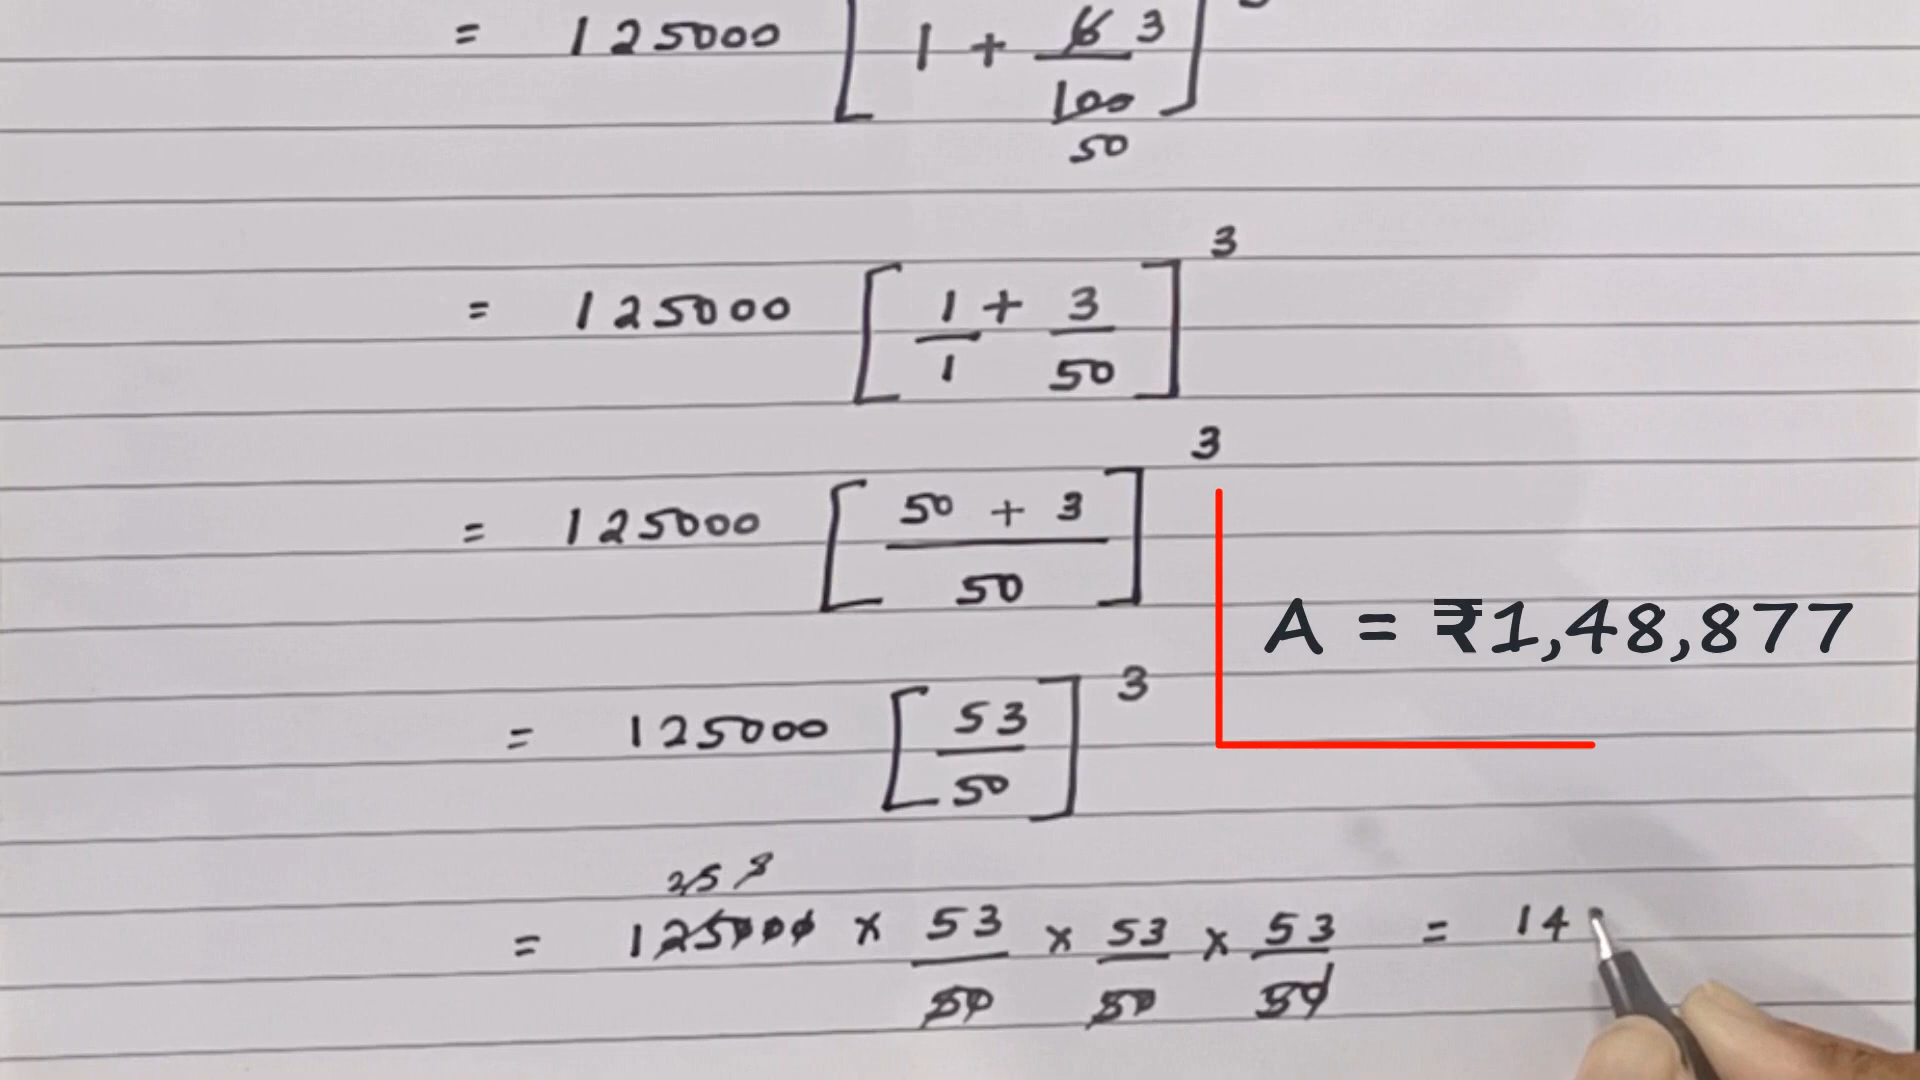 = 125000 [ 1 + 6 3 / 100 50 ]
= 125000 [ 1/1 + 3/50 ]³
= 125000 [ 50 + 3 / 50 ]³
A = ₹1,48,877
= 125000 [ 53/50 ]³
25
= 125000 × 53/50 × 53/50 × 53/50 = 14